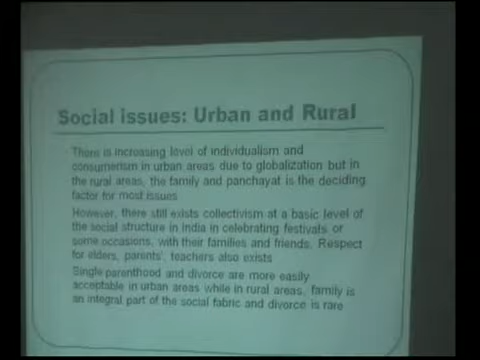 Social issues: Urban and Rural
There is increasing level of individualism and
consumerism in urban areas due to globalization but in
the rural areas, the family and panchayat is the deciding
factor for most issues
However, there still exists collectivism at a basic level of
the social structure in India in celebrating festivals or
some occasions, with their families and friends. Respect
for elders, parents', teachers also exists
Single parenthood and divorce are more easily
acceptable in urban areas while in rural areas, family is
an integral part of the social fabric and divorce is rare